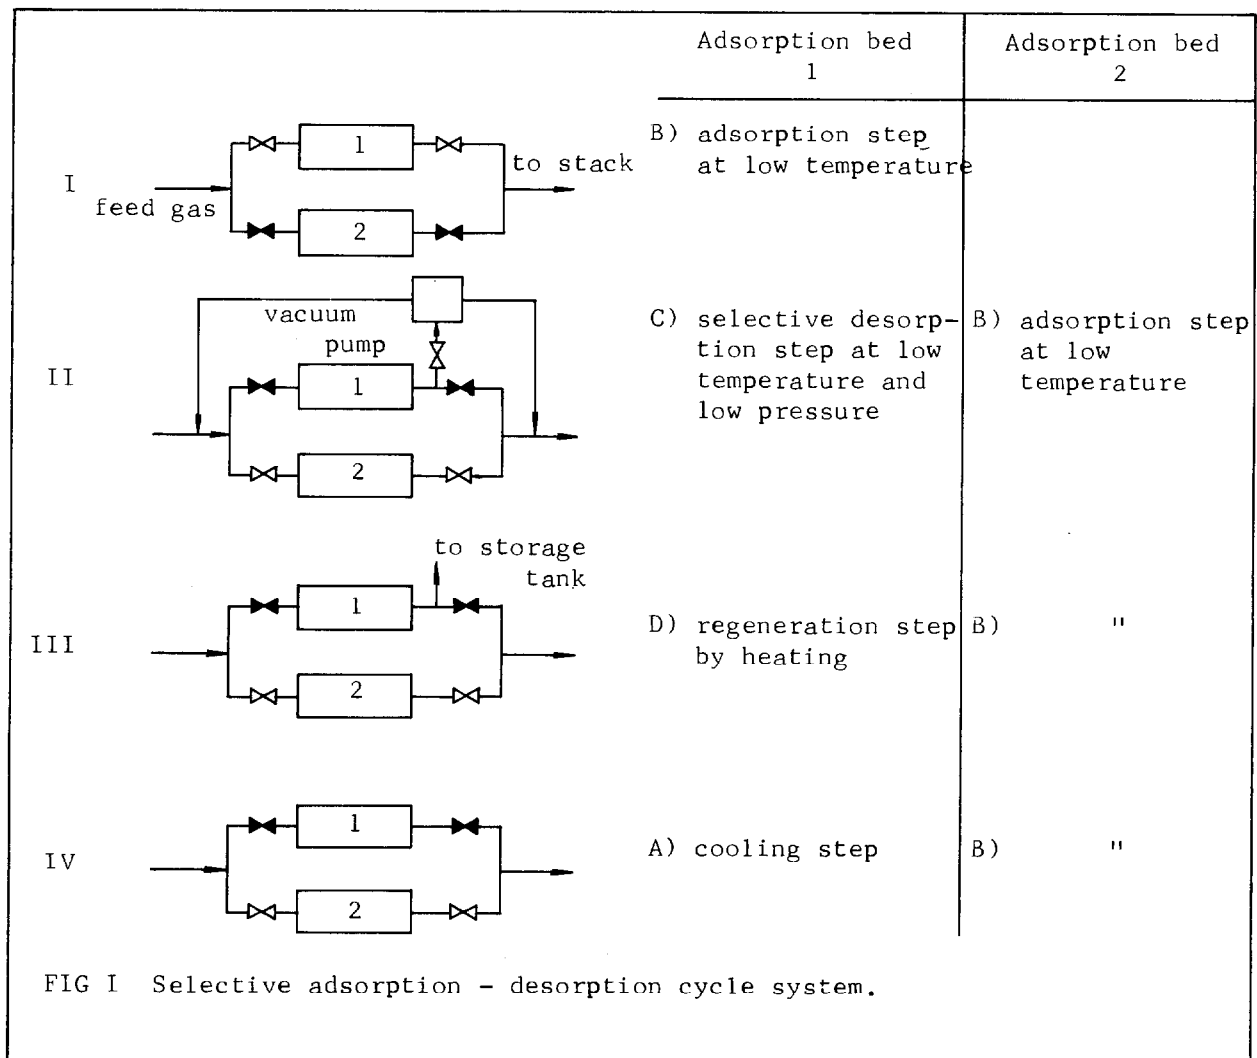 Adsorption bed
1
Adsorption bed
2
I
feed gas
1
2
to stack
B) adsorption step
at low temperature
II
vacuum
pump
1
2
C) selective desorp-
tion step at low
temperature and
low pressure
B) adsorption step
at low
temperature
III
to storage
tank
1
2
D) regeneration step
by heating
B) "
IV
1
2
A) cooling step
B) "
FIG I Selective adsorption - desorption cycle system.